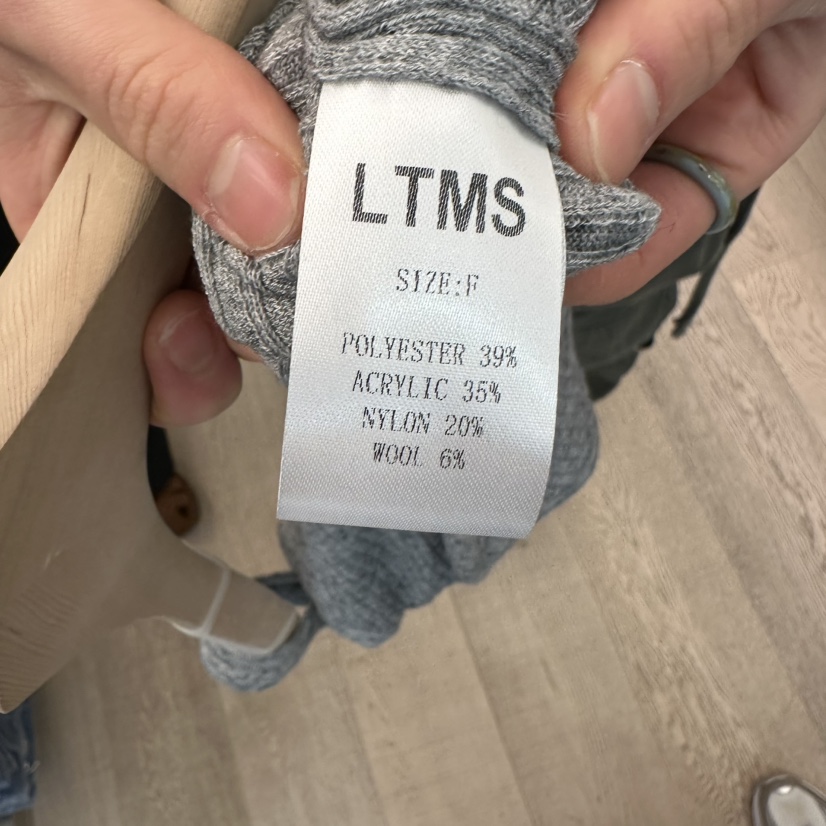 LTMS
SIZE:F
POLYESTER 39%
ACRYLIC 35%
NYLON 20%
WOOL 6%